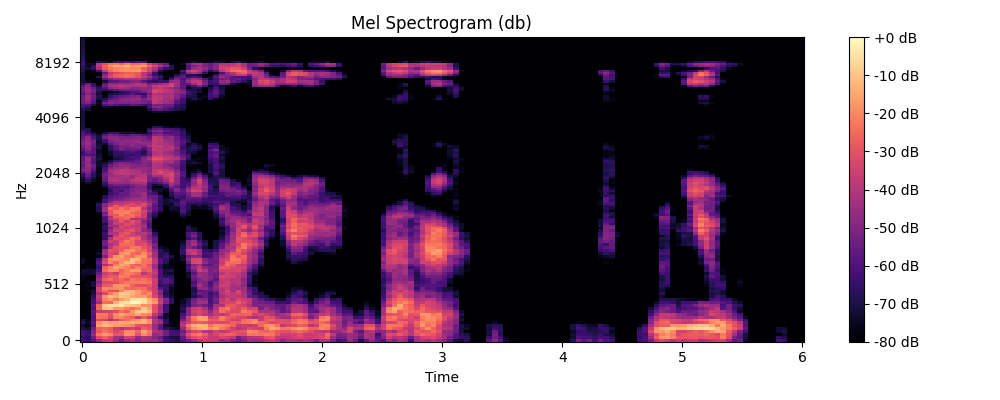 Mel Spectrogram (db)
Hz
8192
4096
2048
1024
512
0
0 1 2 3 4 5 6
Time
+0 dB
-10 dB
-20 dB
-30 dB
-40 dB
-50 dB
-60 dB
-70 dB
-80 dB